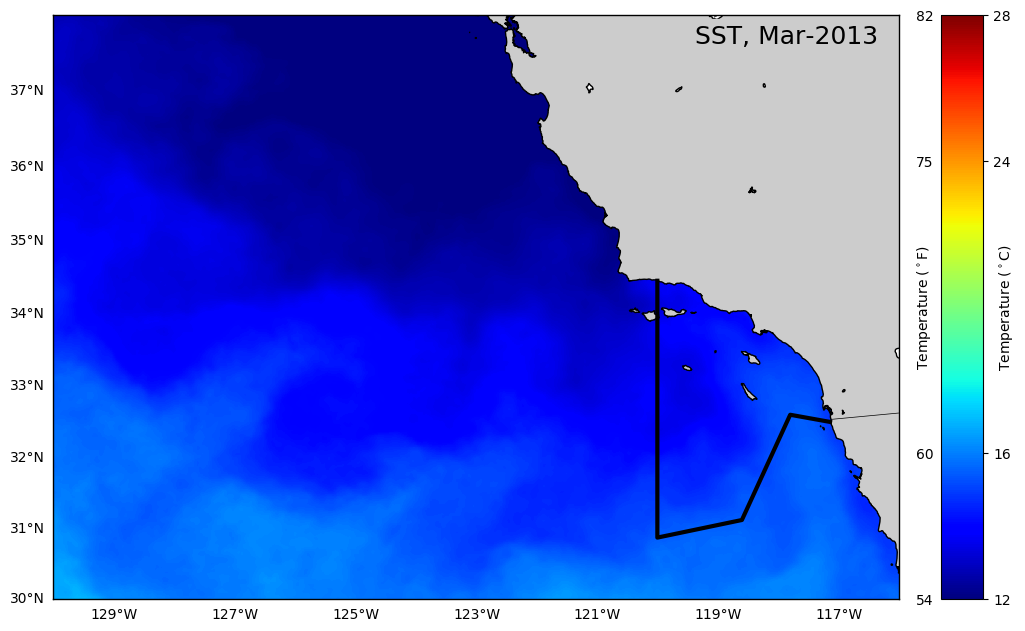 SST, Mar-2013
37°N
36°N
35°N
34°N
33°N
32°N
31°N
30°N
129°W
127°W
125°W
123°W
121°W
119°W
117°W
82
75
60
54
Temperature (°F)
28
24
16
12
Temperature (°C)